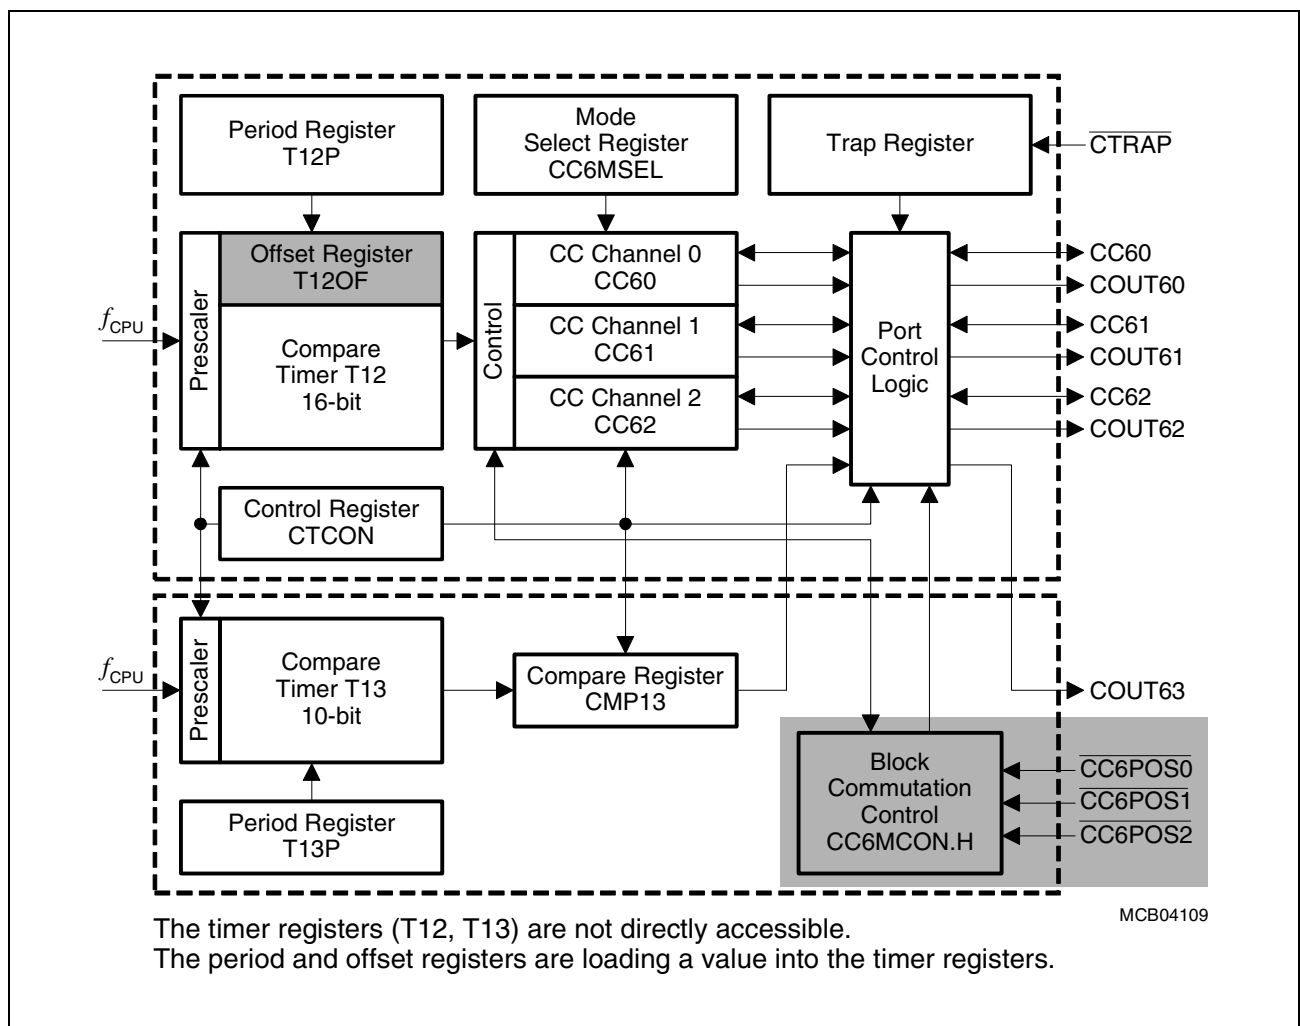 Period Register
T12P
Mode
Select Register
CC6MSEL
Trap Register
CTRAP
Prescaler
Offset Register
T12OF
Compare
Timer T12
16-bit
fCPU
Control
CC Channel 0
CC60
CC Channel 1
CC61
CC Channel 2
CC62
Port
Control
Logic
CC60
COUT60
CC61
COUT61
CC62
COUT62
Control Register
CTCON
fCPU
Prescaler
Compare
Timer T13
10-bit
Compare Register
CMP13
COUT63
Period Register
T13P
Block
Commutation
Control
CC6MCON.H
CC6POS0
CC6POS1
CC6POS2
MCB04109
The timer registers (T12, T13) are not directly accessible.
The period and offset registers are loading a value into the timer registers.